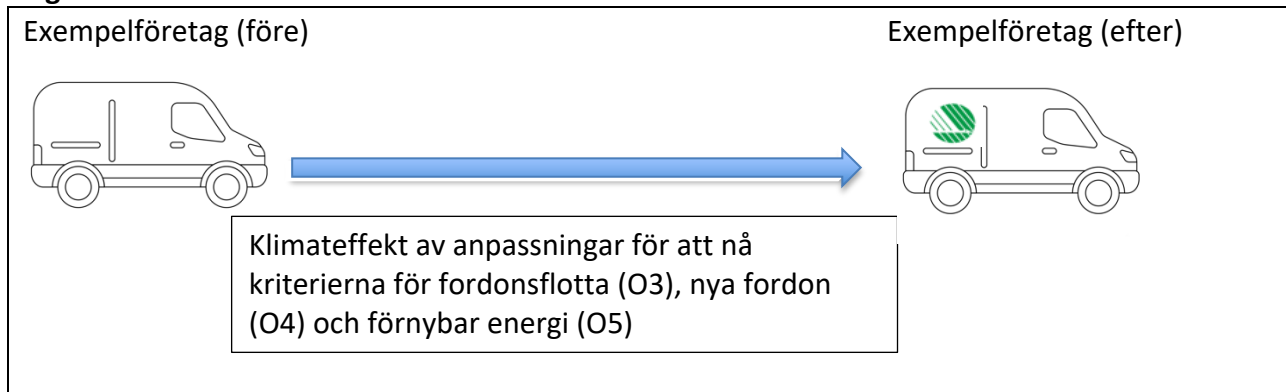 Exempelföretag (före)
Exempelföretag (efter)
Klimateffekt av anpassningar för att nå
kriterierna för fordonsflotta (O3), nya fordon
(O4) och förnybar energi (O5)